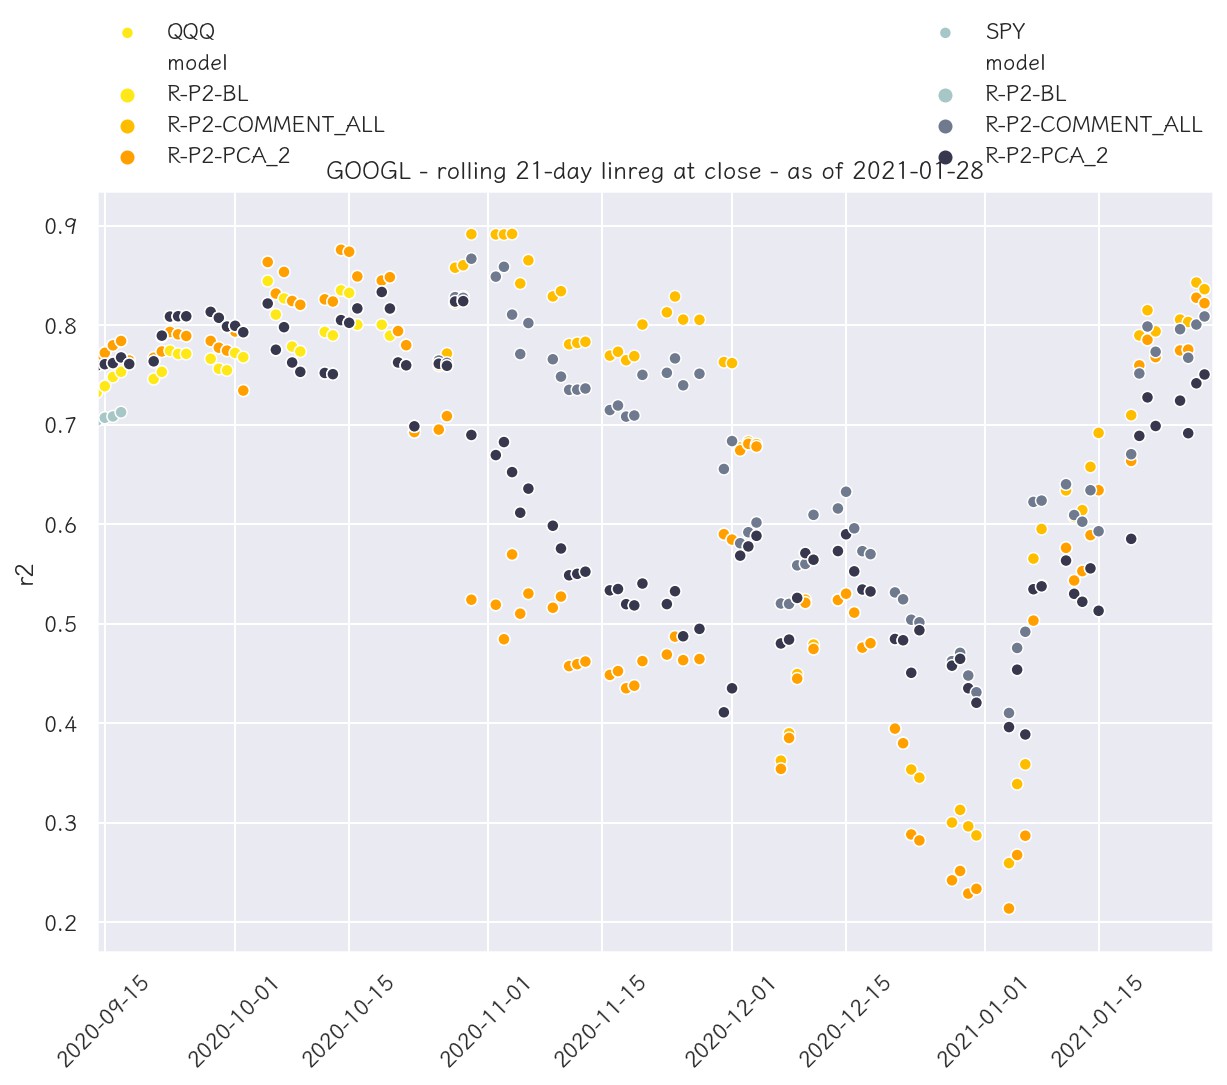 QQQ
model
R-P2-BL
R-P2-COMMENT_ALL
R-P2-PCA_2
SPY
model
R-P2-BL
R-P2-COMMENT_ALL
R-P2-PCA_2
GOOGL - rolling 21-day linreg at close - as of 2021-01-28
r2
0.9
0.8
0.7
0.6
0.5
0.4
0.3
0.2
2020-09-15
2020-10-01
2020-10-15
2020-11-01
2020-11-15
2020-12-01
2020-12-15
2021-01-01
2021-01-15